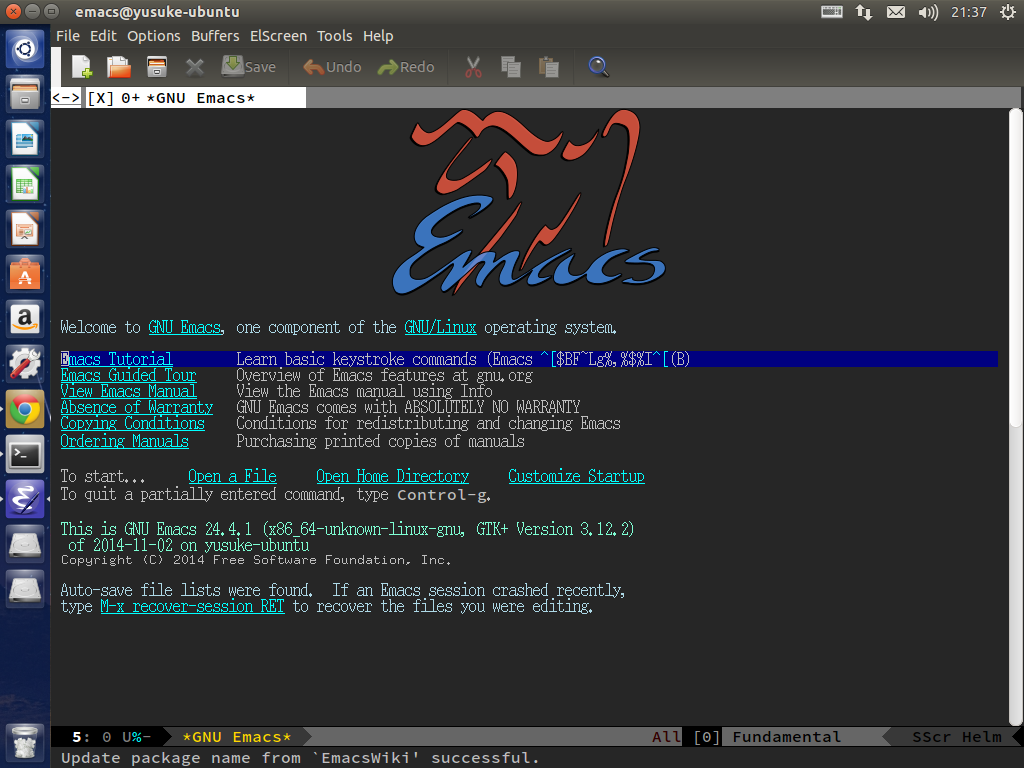 emacs@yusuke-ubuntu
21:37
File Edit Options Buffers ElScreen Tools Help
Save Undo Redo
<-> [X] 0+ *GNU Emacs*
Emacs
Welcome to GNU Emacs, one component of the GNU/Linux operating system.
Emacs Tutorial Learn basic keystroke commands (Emacs ^[$BF~Lg%,%$%I^[(B)
Emacs Guided Tour Overview of Emacs features at gnu.org
View Emacs Manual View the Emacs manual using Info
Absence of Warranty GNU Emacs comes with ABSOLUTELY NO WARRANTY
Copying Conditions Conditions for redistributing and changing Emacs
Ordering Manuals Purchasing printed copies of manuals
To start... Open a File Open Home Directory Customize Startup
To quit a partially entered command, type Control-g.
This is GNU Emacs 24.4.1 (x86_64-unknown-linux-gnu, GTK+ Version 3.12.2)
of 2014-11-02 on yusuke-ubuntu
Copyright (C) 2014 Free Software Foundation, Inc.
Auto-save file lists were found. If an Emacs session crashed recently,
type M-x recover-session RET to recover the files you were editing.
5: 0 U%- *GNU Emacs* All [0] Fundamental SScr Helm
Update package name from `EmacsWiki' successful.